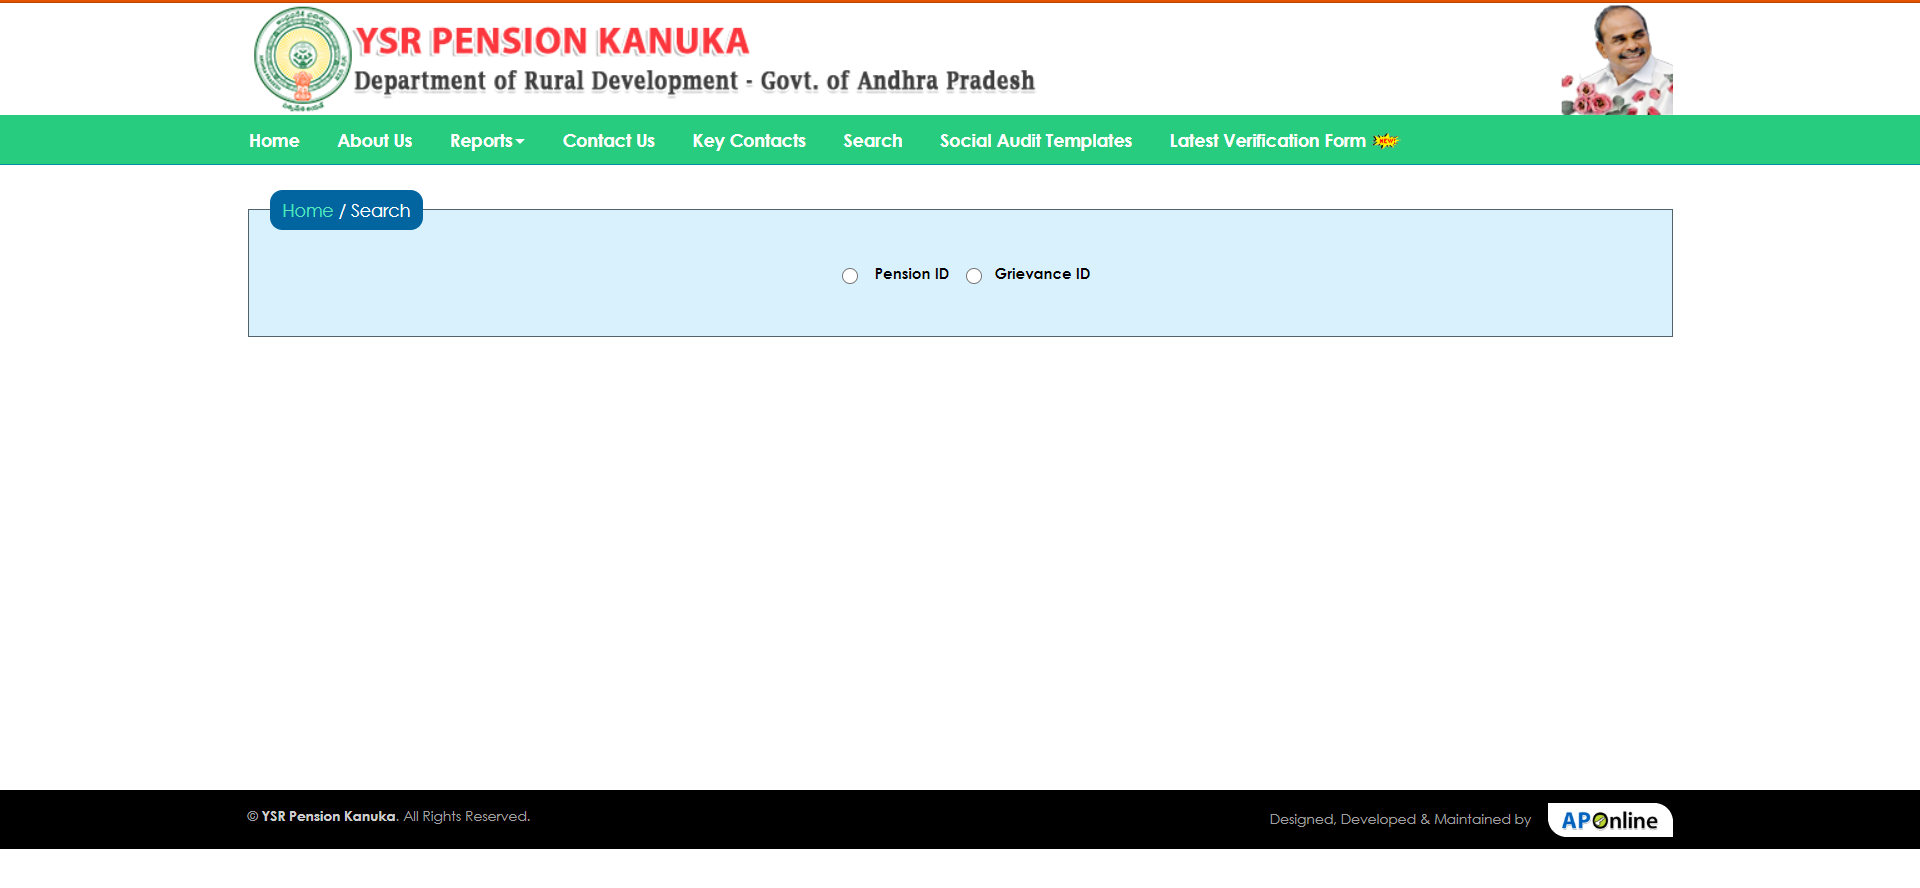 YSR PENSION KANUKA
Department of Rural Development - Govt. of Andhra Pradesh
Home About Us Reports Contact Us Key Contacts Search Social Audit Templates Latest Verification Form NEW!
Home / Search
Pension ID Grievance ID
© YSR Pension Kanuka. All Rights Reserved.
Designed, Developed & Maintained by APOnline